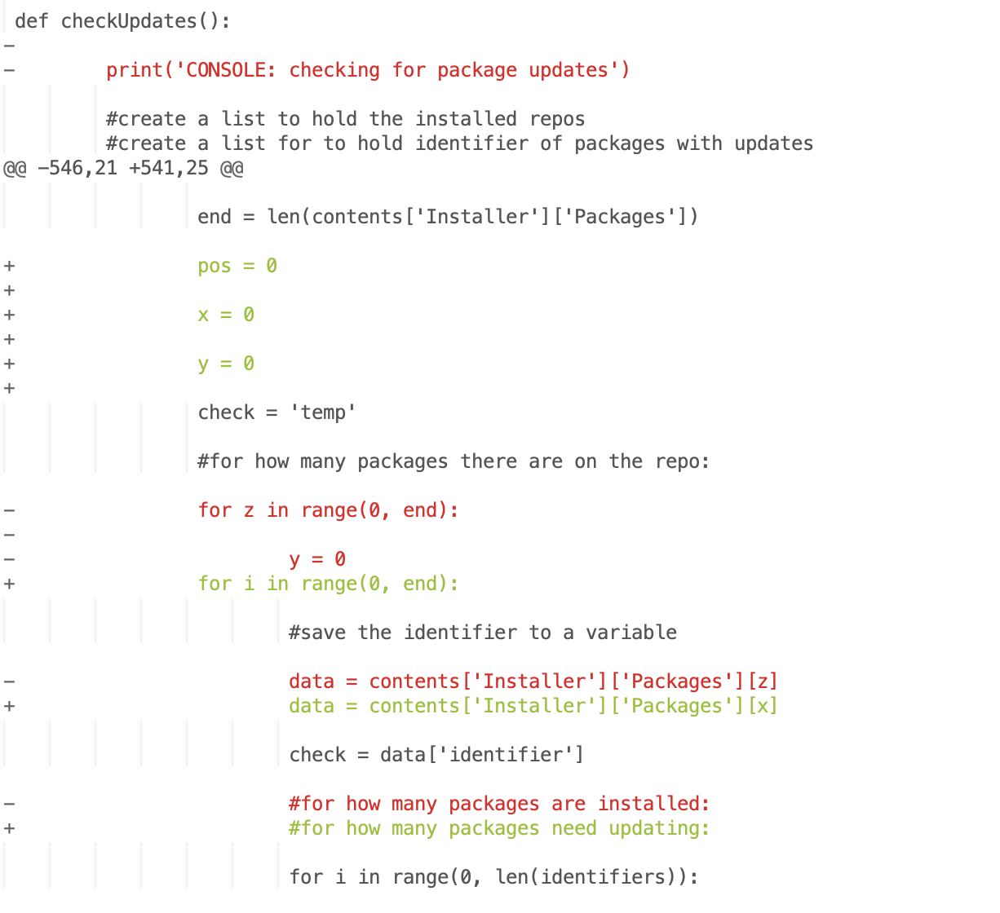 def checkUpdates():
-
-        print('CONSOLE: checking for package updates')
#create a list to hold the installed repos
#create a list for to hold identifier of packages with updates
@@ -546,21 +541,25 @@
end = len(contents['Installer']['Packages'])
+                pos = 0
+
+                x = 0
+
+                y = 0
+
check = 'temp'
#for how many packages there are on the repo:
-                for z in range(0, end):
-
-                        y = 0
+                for i in range(0, end):
#save the identifier to a variable
-                        data = contents['Installer']['Packages'][z]
+                        data = contents['Installer']['Packages'][x]
check = data['identifier']
-                        #for how many packages are installed:
+                        #for how many packages need updating:
for i in range(0, len(identifiers)):